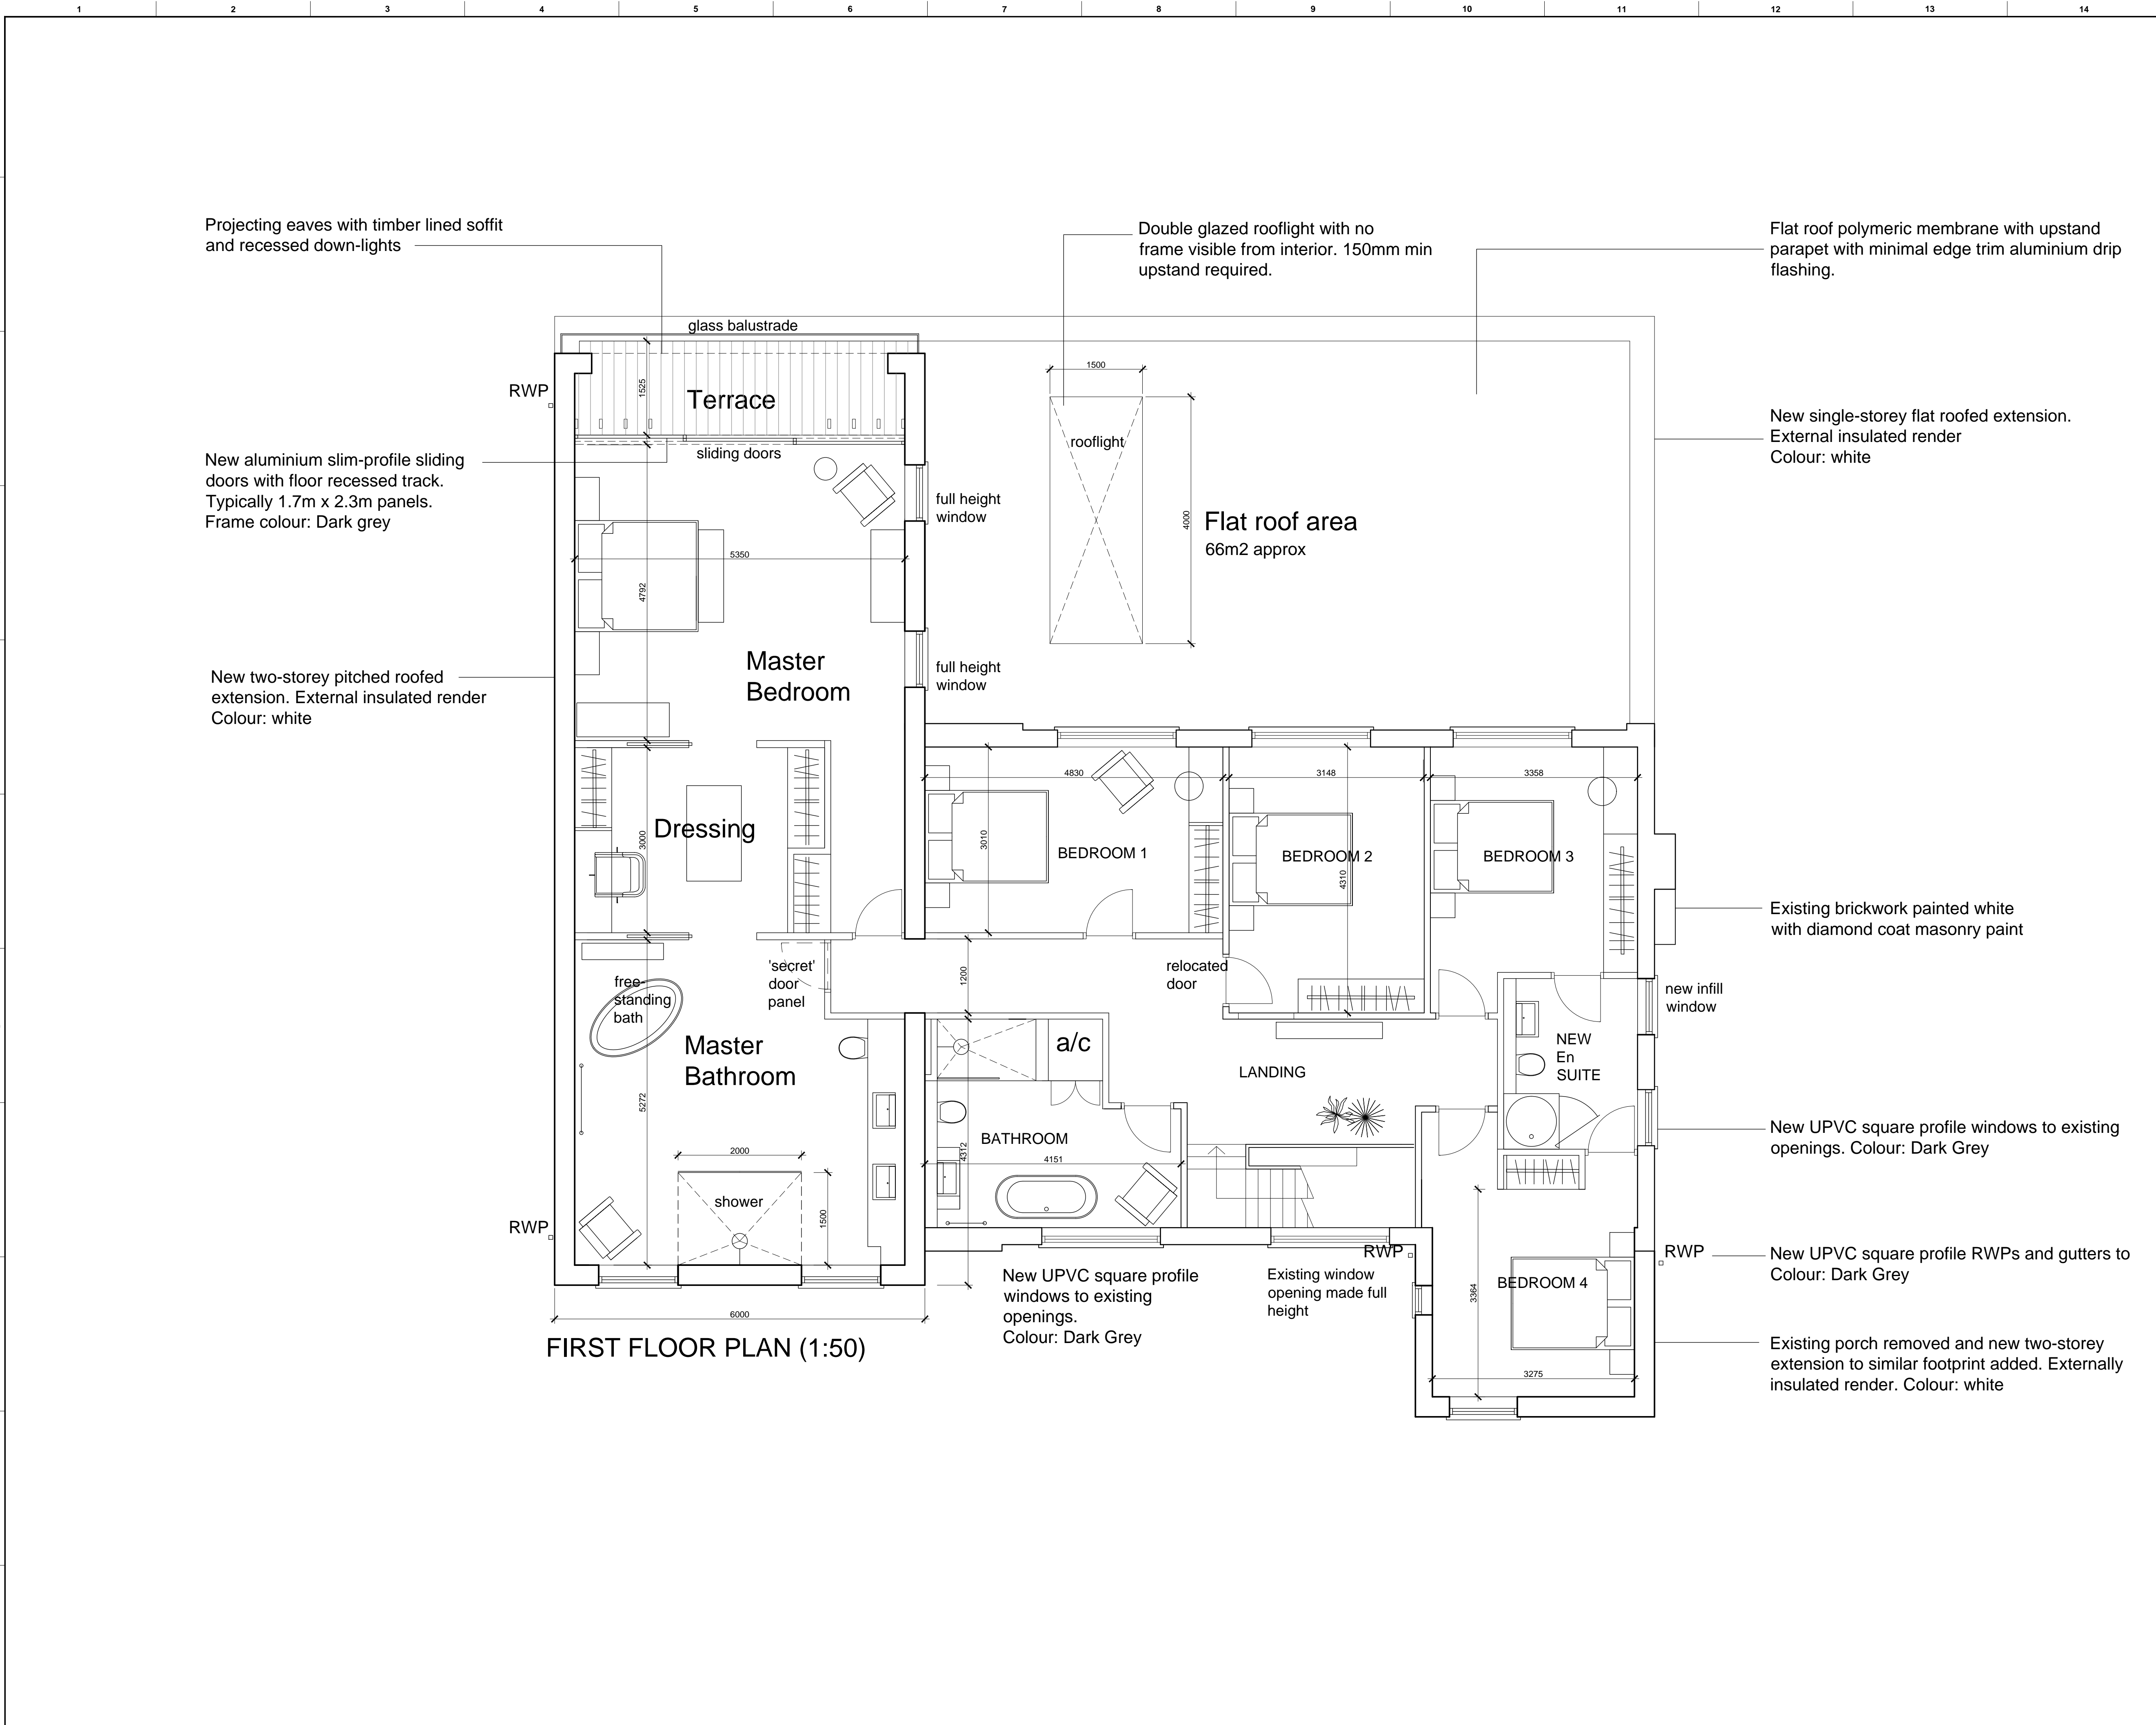 1 2 3 4 5 6 7 8 9 10 11 12 13 14
Projecting eaves with timber lined soffit
and recessed down-lights
Double glazed rooflight with no
frame visible from interior. 150mm min
upstand required.
Flat roof polymeric membrane with upstand
parapet with minimal edge trim aluminium drip
flashing.
glass balustrade
RWP
1525
Terrace
1500
rooflight
4000
New single-storey flat roofed extension.
External insulated render
Colour: white
sliding doors
New aluminium slim-profile sliding
doors with floor recessed track.
Typically 1.7m x 2.3m panels.
Frame colour: Dark grey
full height
window
Flat roof area
66m2 approx
5350
4792
Master
Bedroom
full height
window
New two-storey pitched roofed
extension. External insulated render
Colour: white
4830
3148
3358
Dressing
3000
3010
BEDROOM 1
BEDROOM 2
4310
BEDROOM 3
Existing brickwork painted white
with diamond coat masonry paint
free-
standing
bath
'secret'
door
panel
1200
relocated
door
new infill
window
Master
Bathroom
a/c
LANDING
NEW
En
SUITE
5272
BATHROOM
4312
4151
New UPVC square profile windows to existing
openings. Colour: Dark Grey
2000
shower
1500
RWP
RWP
RWP
New UPVC square profile RWPs and gutters to
Colour: Dark Grey
New UPVC square profile
windows to existing
openings.
Colour: Dark Grey
Existing window
opening made full
height
3364
BEDROOM 4
6000
FIRST FLOOR PLAN (1:50)
3275
Existing porch removed and new two-storey
extension to similar footprint added. Externally
insulated render. Colour: white